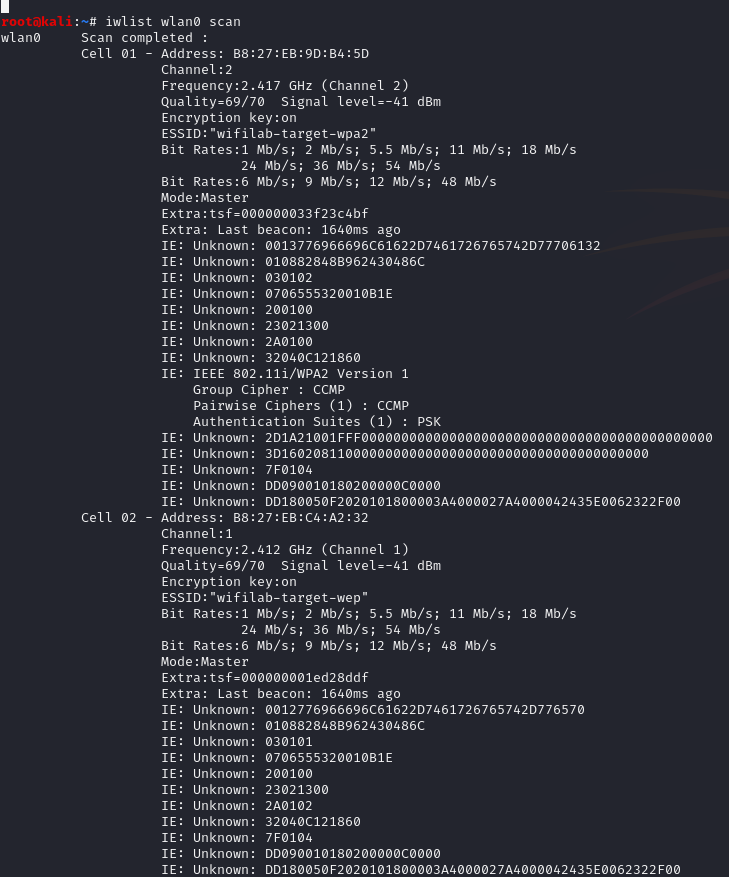 root@kali:~# iwlist wlan0 scan
wlan0     Scan completed :
          Cell 01 - Address: B8:27:EB:9D:B4:5D
                    Channel:2
                    Frequency:2.417 GHz (Channel 2)
                    Quality=69/70  Signal level=-41 dBm
                    Encryption key:on
                    ESSID:"wifilab-target-wpa2"
                    Bit Rates:1 Mb/s; 2 Mb/s; 5.5 Mb/s; 11 Mb/s; 18 Mb/s
                              24 Mb/s; 36 Mb/s; 54 Mb/s
                    Bit Rates:6 Mb/s; 9 Mb/s; 12 Mb/s; 48 Mb/s
                    Mode:Master
                    Extra:tsf=000000033f23c4bf
                    Extra: Last beacon: 1640ms ago
                    IE: Unknown: 0013776966696C61622D7461726765742D77706132
                    IE: Unknown: 010882848B962430486C
                    IE: Unknown: 030102
                    IE: Unknown: 0706555320010B1E
                    IE: Unknown: 200100
                    IE: Unknown: 23021300
                    IE: Unknown: 2A0100
                    IE: Unknown: 32040C121860
                    IE: IEEE 802.11i/WPA2 Version 1
                        Group Cipher : CCMP
                        Pairwise Ciphers (1) : CCMP
                        Authentication Suites (1) : PSK
                    IE: Unknown: 2D1A21001FFF00000000000000000000000000000000000000000000
                    IE: Unknown: 3D160208110000000000000000000000000000000000000000
                    IE: Unknown: 7F0104
                    IE: Unknown: DD090010180200000C0000
                    IE: Unknown: DD180050F2020101800003A4000027A4000042435E0062322F00
          Cell 02 - Address: B8:27:EB:C4:A2:32
                    Channel:1
                    Frequency:2.412 GHz (Channel 1)
                    Quality=69/70  Signal level=-41 dBm
                    Encryption key:on
                    ESSID:"wifilab-target-wep"
                    Bit Rates:1 Mb/s; 2 Mb/s; 5.5 Mb/s; 11 Mb/s; 18 Mb/s
                              24 Mb/s; 36 Mb/s; 54 Mb/s
                    Bit Rates:6 Mb/s; 9 Mb/s; 12 Mb/s; 48 Mb/s
                    Mode:Master
                    Extra:tsf=000000001ed28ddf
                    Extra: Last beacon: 1640ms ago
                    IE: Unknown: 0012776966696C61622D7461726765742D776570
                    IE: Unknown: 010882848B962430486C
                    IE: Unknown: 030101
                    IE: Unknown: 0706555320010B1E
                    IE: Unknown: 200100
                    IE: Unknown: 23021300
                    IE: Unknown: 2A0102
                    IE: Unknown: 32040C121860
                    IE: Unknown: 7F0104
                    IE: Unknown: DD090010180200000C0000
                    IE: Unknown: DD180050F2020101800003A4000027A4000042435E0062322F00